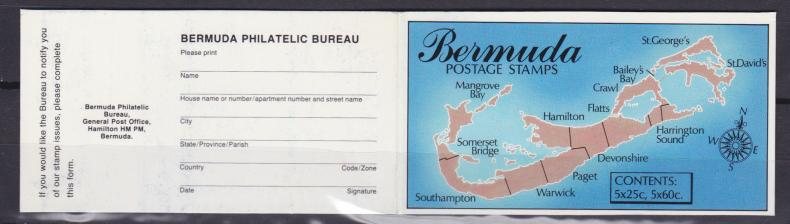 If you would like the Bureau to notify you
of our stamp issues, please complete
this form.
Bermuda Philatelic
Bureau,
General Post Office,
Hamilton HM PM,
Bermuda.
BERMUDA PHILATELIC BUREAU
Please print
Name
House name or number/apartment number and street name
City
State/Province/Parish
Country Code/Zone
Date Signature
Bermuda
POSTAGE STAMPS
St.George's
St.David's
Bailey's
Bay
Crawl
Mangrove
Bay
Flatts
Hamilton
Harrington
Sound
Somerset
Bridge
Devonshire
Paget
Warwick
Southampton
N
W E
S
CONTENTS:
5x25c, 5x60c.